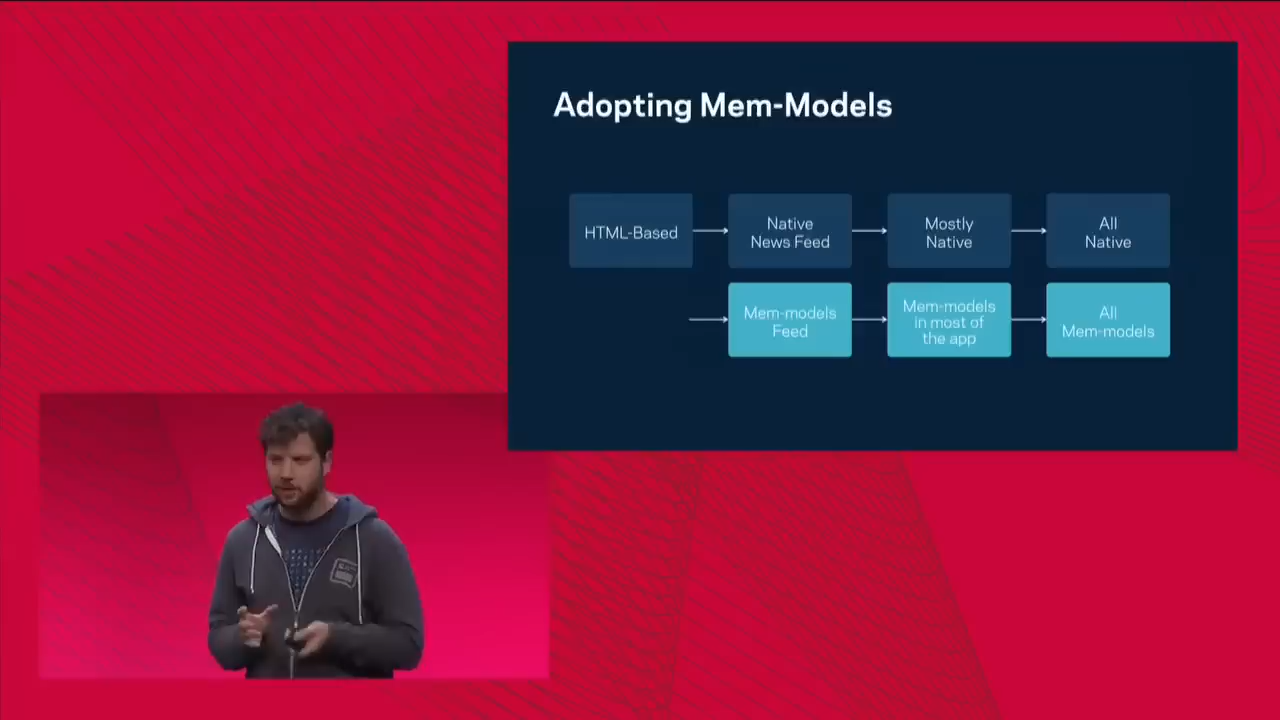 Adopting Mem-Models
HTML-Based
Native
News Feed
Mostly
Native
All
Native
Mem-models
Feed
Mem-models
in most of
the app
All
Mem-models